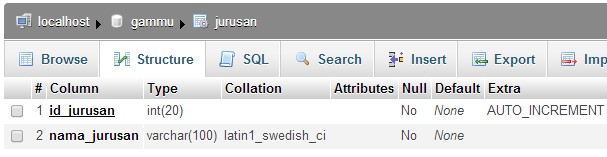 localhost ▸ gammu ▸ jurusan
Browse Structure SQL Search Insert Export Imp
# Column Type Collation Attributes Null Default Extra
1 id_jurusan int(20) No None AUTO_INCREMENT
2 nama_jurusan varchar(100) latin1_swedish_ci No None